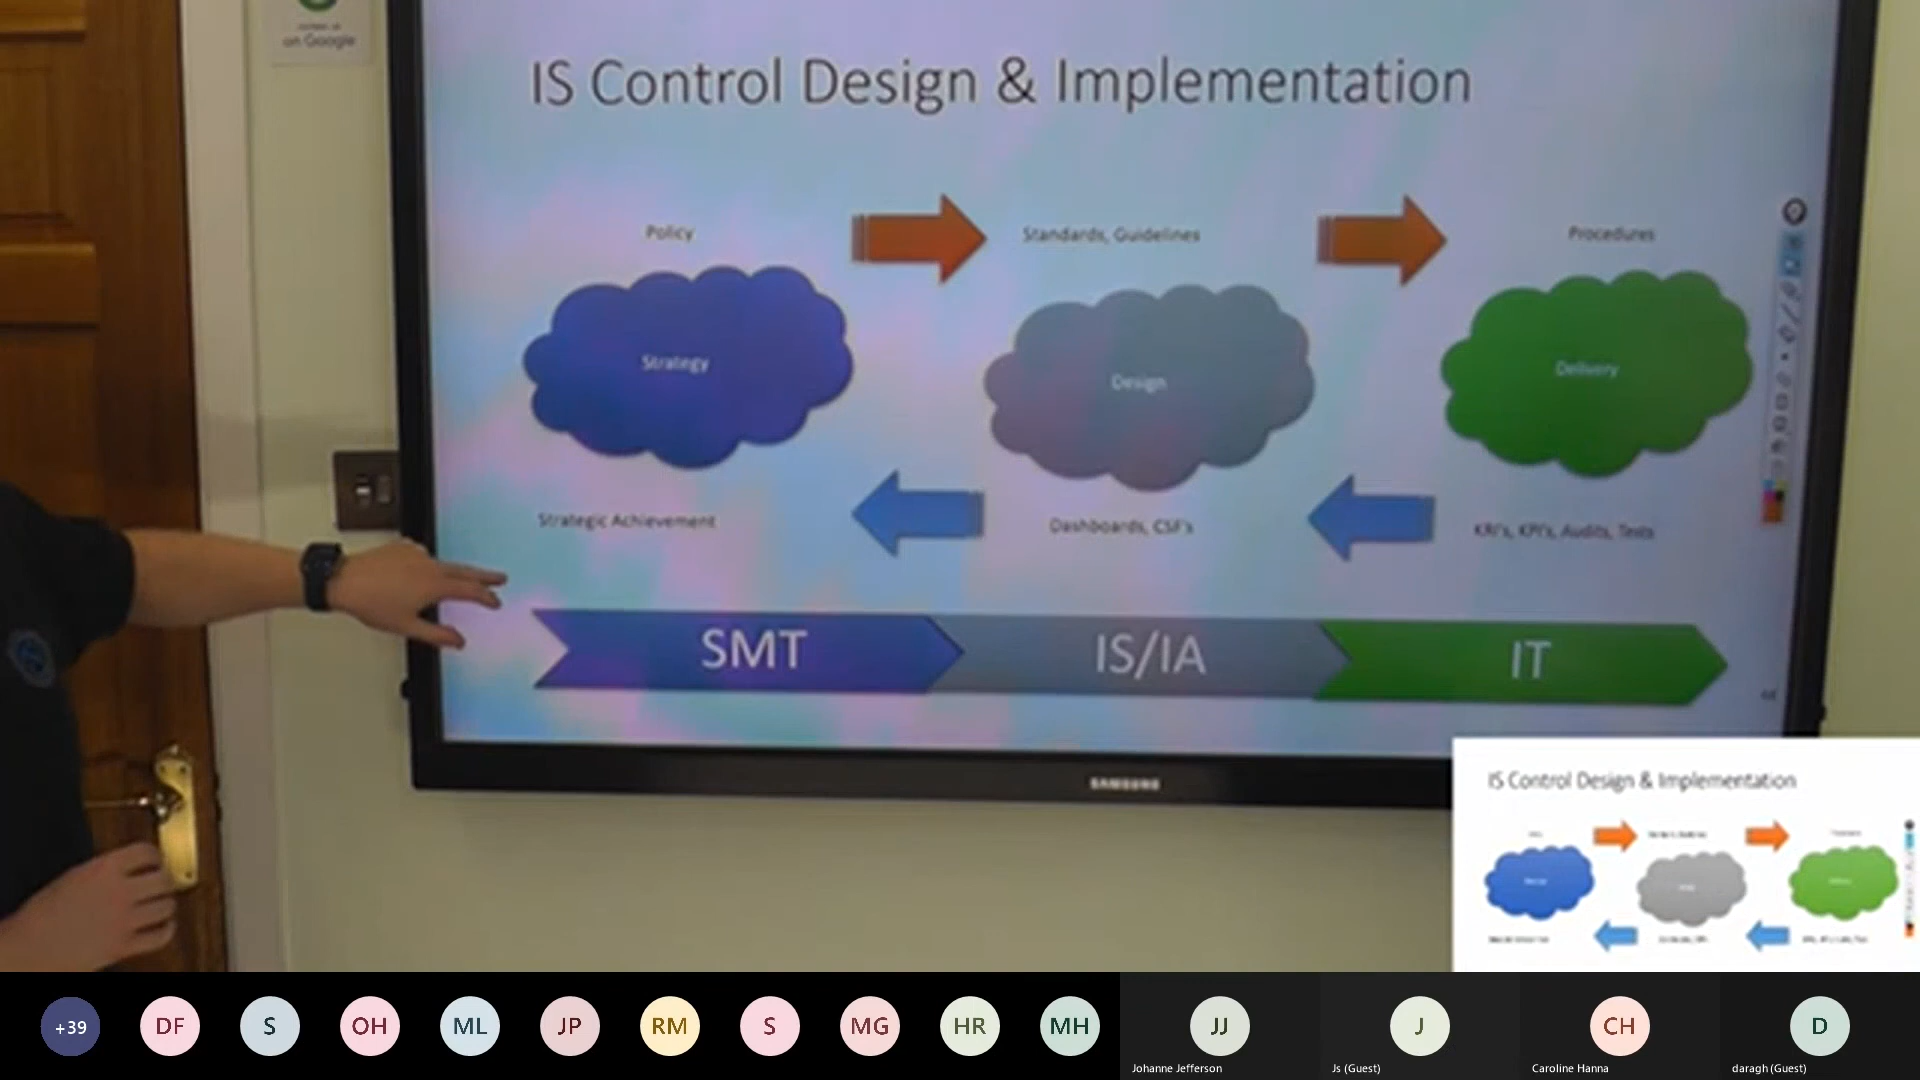 on Google
IS Control Design & Implementation
Policy
Standards, Guidelines
Procedures
Strategy
Design
Delivery
Strategic Achievement
Dashboards, CSF's
KRI's, KPI's, Audits, Tests
SMT
IS/IA
IT
SAMSUNG
IS Control Design & Implementation
+39
DF
S
OH
ML
JP
RM
S
MG
HR
MH
JJ
J
CH
D
Johanne Jefferson
Js (Guest)
Caroline Hanna
daragh (Guest)